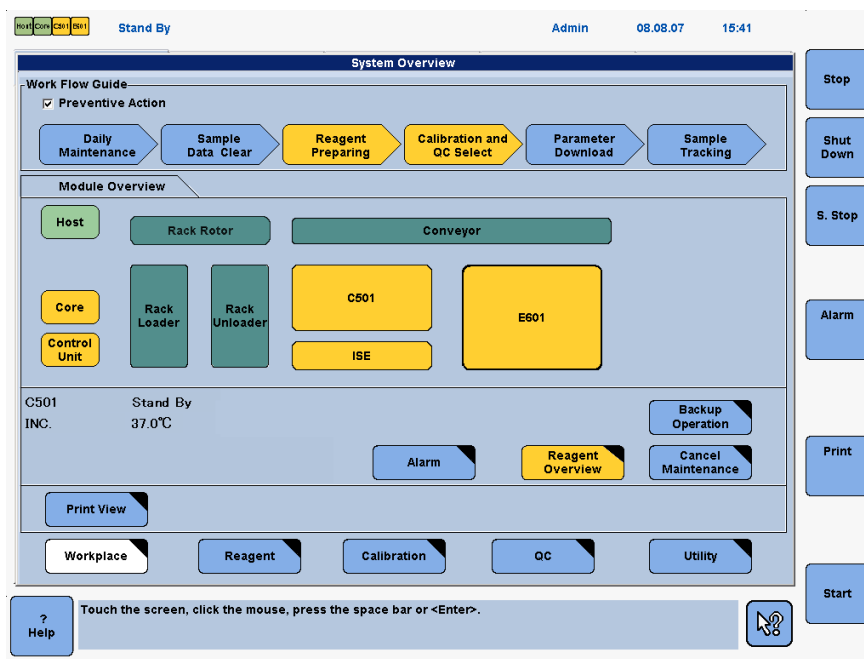 Host Core C501 E601
Stand By
Admin
08.08.07
15:41
System Overview
Work Flow Guide
Preventive Action
Daily
Maintenance
Sample
Data Clear
Reagent
Preparing
Calibration and
QC Select
Parameter
Download
Sample
Tracking
Module Overview
Host
Rack Rotor
Conveyor
Core
Control
Unit
Rack
Loader
Rack
Unloader
C501
ISE
E601
C501 Stand By
INC. 37.0℃
Backup
Operation
Alarm
Reagent
Overview
Cancel
Maintenance
Print View
Workplace
Reagent
Calibration
QC
Utility
?
Help
Touch the screen, click the mouse, press the space bar or <Enter>.
?
Stop
Shut
Down
S. Stop
Alarm
Print
Start